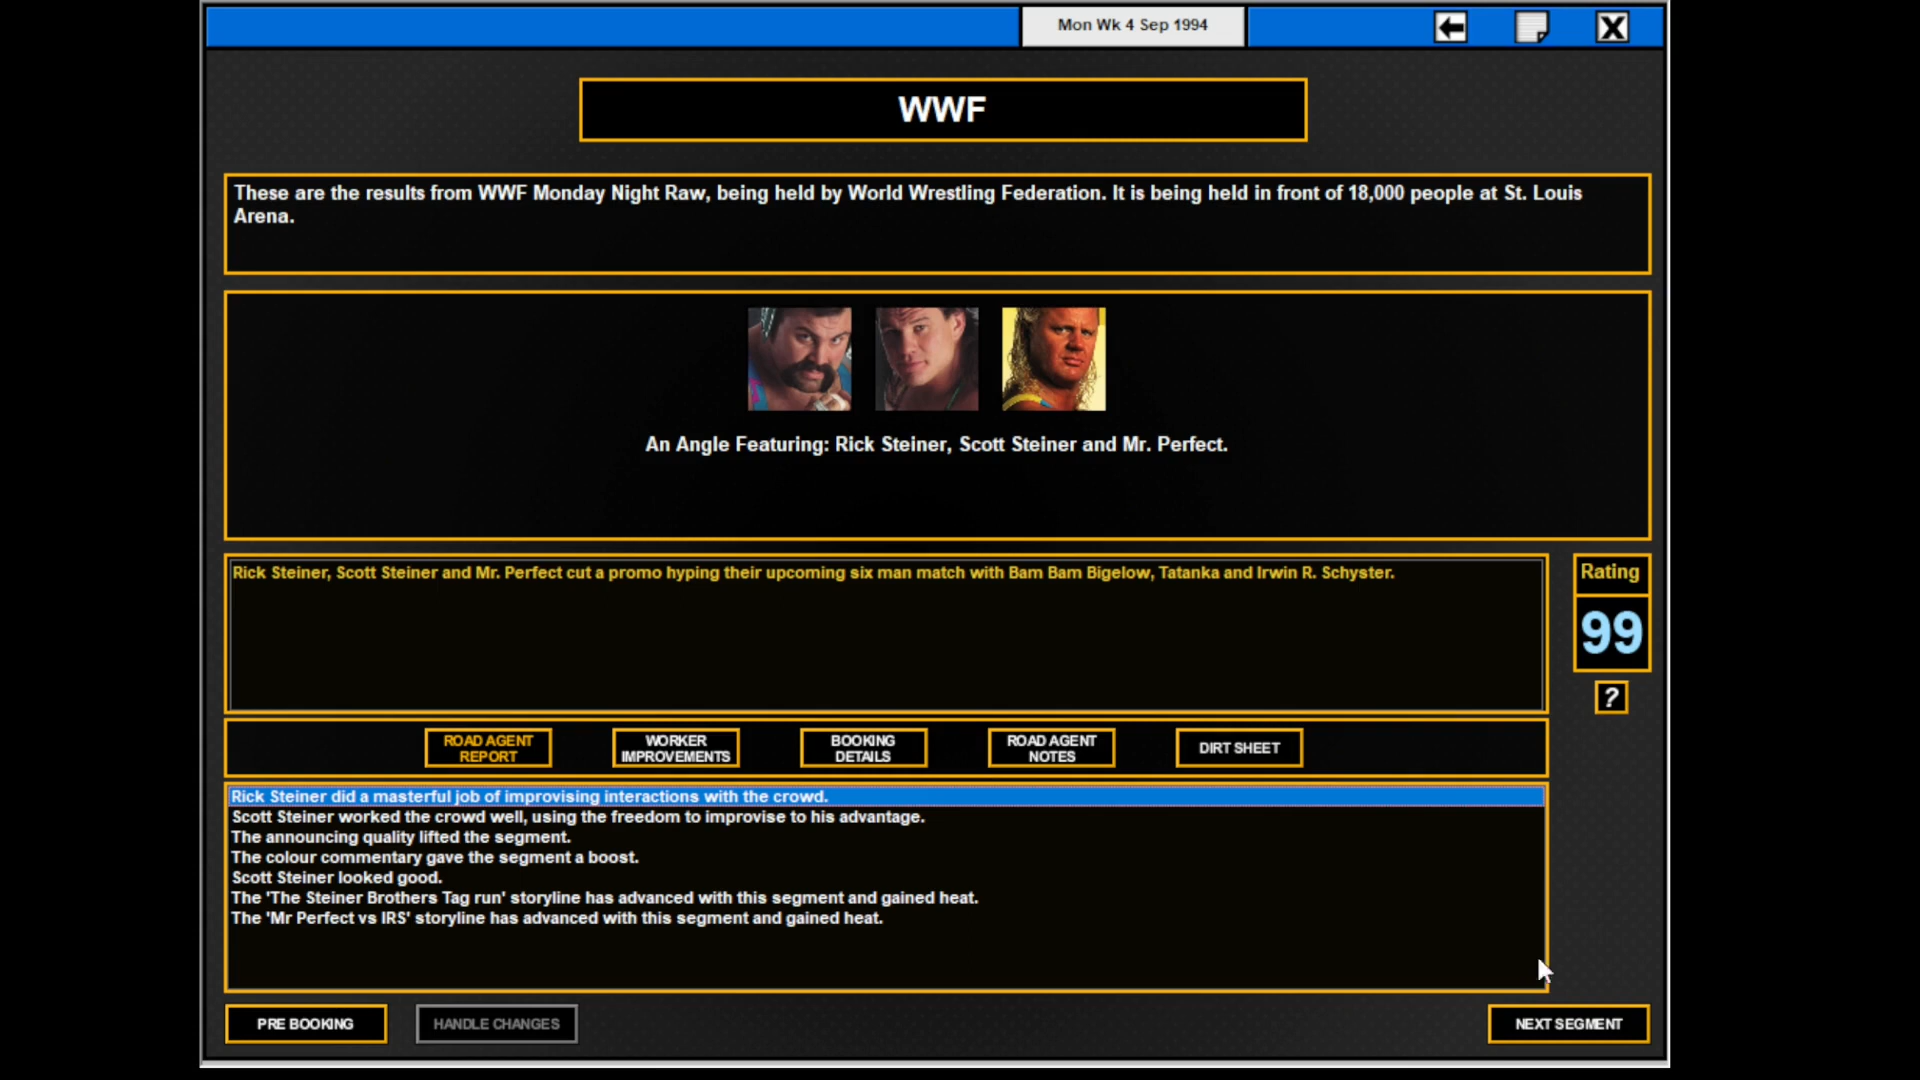 Mon Wk 4 Sep 1994
WWF
These are the results from WWF Monday Night Raw, being held by World Wrestling Federation. It is being held in front of 18,000 people at St. Louis
Arena.
An Angle Featuring: Rick Steiner, Scott Steiner and Mr. Perfect.
Rick Steiner, Scott Steiner and Mr. Perfect cut a promo hyping their upcoming six man match with Bam Bam Bigelow, Tatanka and Irwin R. Schyster.
Rating
99
?
ROAD AGENT
REPORT
WORKER
IMPROVEMENTS
BOOKING
DETAILS
ROAD AGENT
NOTES
DIRT SHEET
Rick Steiner did a masterful job of improvising interactions with the crowd.
Scott Steiner worked the crowd well, using the freedom to improvise to his advantage.
The announcing quality lifted the segment.
The colour commentary gave the segment a boost.
Scott Steiner looked good.
The 'The Steiner Brothers Tag run' storyline has advanced with this segment and gained heat.
The 'Mr Perfect vs IRS' storyline has advanced with this segment and gained heat.
PRE BOOKING
HANDLE CHANGES
NEXT SEGMENT